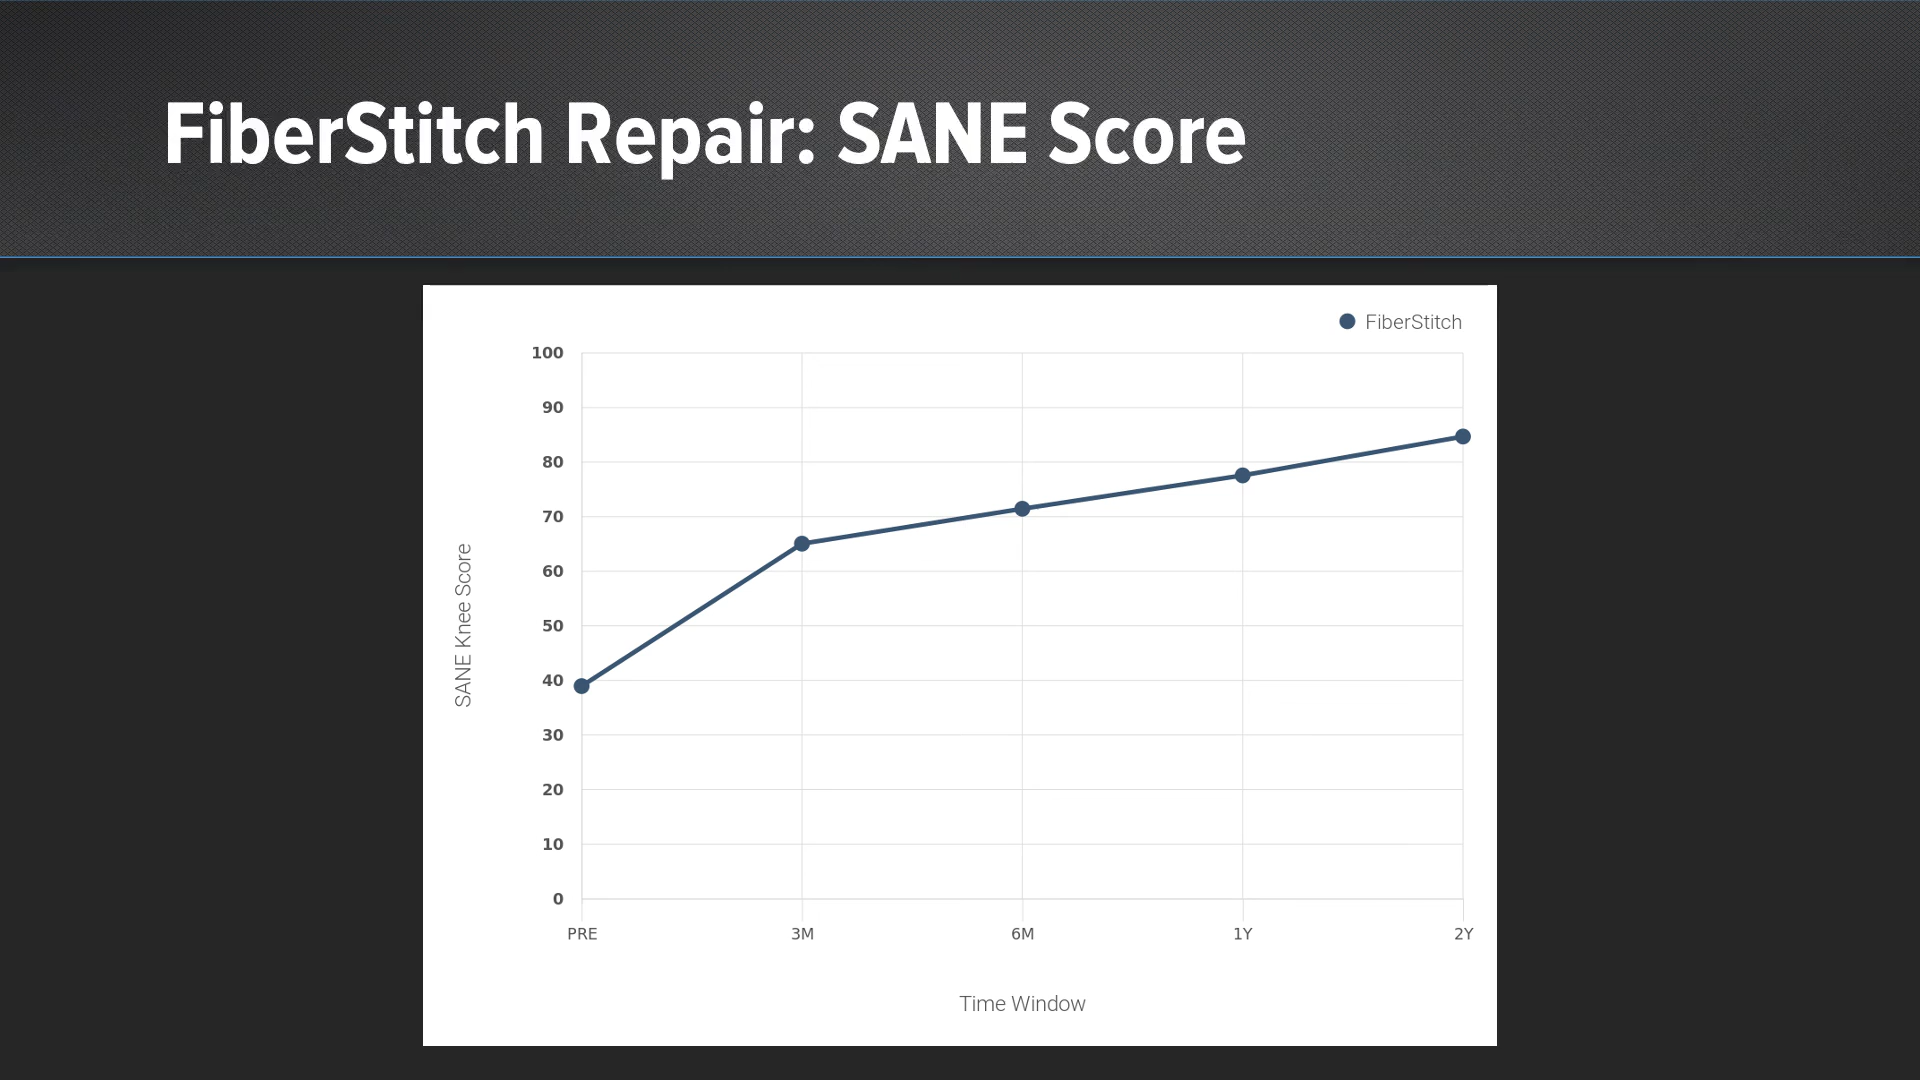 FiberStitch Repair: SANE Score
FiberStitch
100
90
80
70
60
50
40
30
20
10
0
SANE Knee Score
PRE 3M 6M 1Y 2Y
Time Window